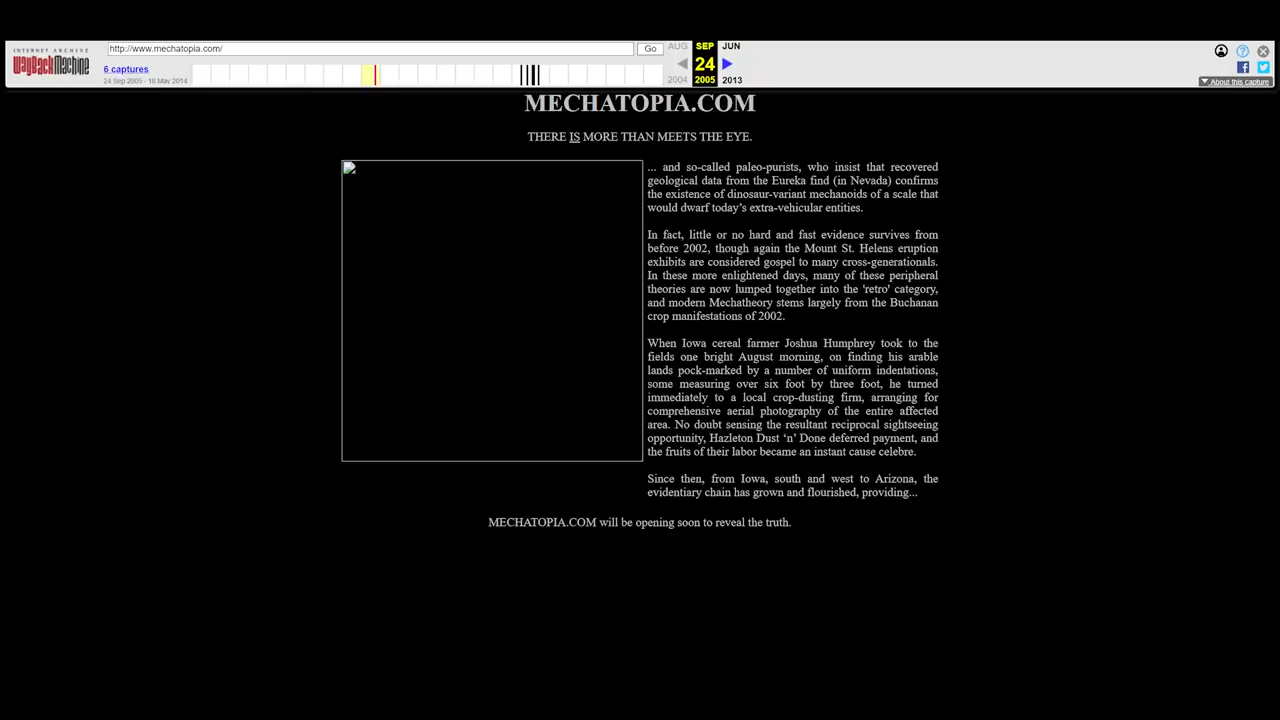 INTERNET ARCHIVE
WayBackMachine
http://www.mechatopia.com/
Go
AUG
SEP
JUN
6 captures
24
24 Sep 2005 - 18 May 2014
2004
2005
2013
About this capture
MECHATOPIA.COM
THERE IS MORE THAN MEETS THE EYE.
... and so-called paleo-purists, who insist that recovered
geological data from the Eureka find (in Nevada) confirms
the existence of dinosaur-variant mechanoids of a scale that
would dwarf today’s extra-vehicular entities.
In fact, little or no hard and fast evidence survives from
before 2002, though again the Mount St. Helens eruption
exhibits are considered gospel to many cross-generationals.
In these more enlightened days, many of these peripheral
theories are now lumped together into the 'retro' category,
and modern Mechatheory stems largely from the Buchanan
crop manifestations of 2002.
When Iowa cereal farmer Joshua Humphrey took to the
fields one bright August morning, on finding his arable
lands pock-marked by a number of uniform indentations,
some measuring over six foot by three foot, he turned
immediately to a local crop-dusting firm, arranging for
comprehensive aerial photography of the entire affected
area. No doubt sensing the resultant reciprocal sightseeing
opportunity, Hazleton Dust ‘n’ Done deferred payment, and
the fruits of their labor became an instant cause celebre.
Since then, from Iowa, south and west to Arizona, the
evidentiary chain has grown and flourished, providing...
MECHATOPIA.COM will be opening soon to reveal the truth.